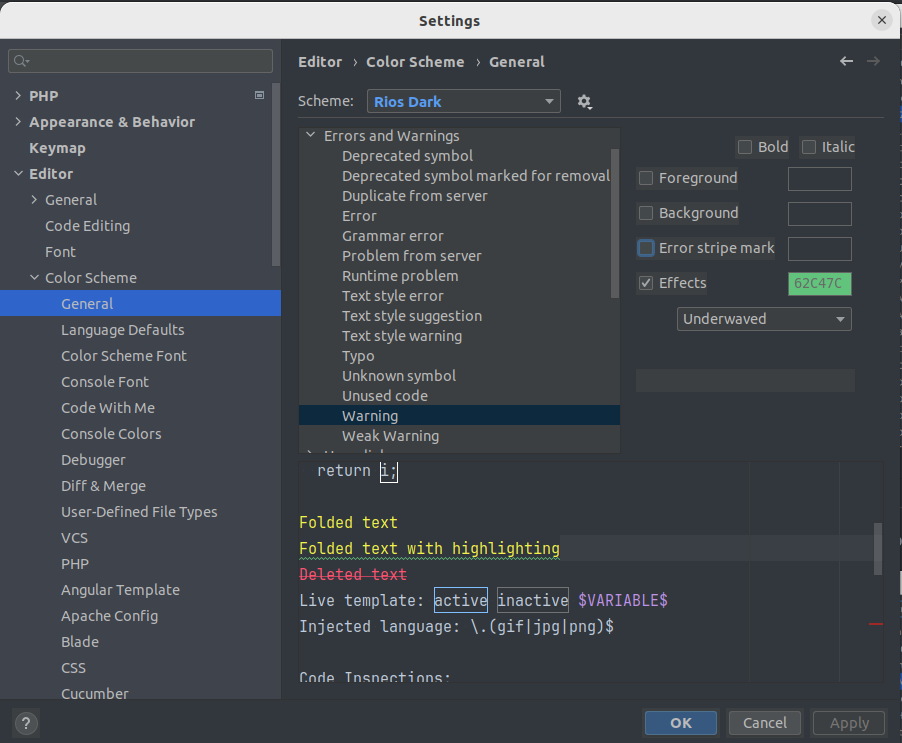 Settings
PHP
Appearance & Behavior
Keymap
Editor
General
Code Editing
Font
Color Scheme
General
Language Defaults
Color Scheme Font
Console Font
Code With Me
Console Colors
Debugger
Diff & Merge
User-Defined File Types
VCS
PHP
Angular Template
Apache Config
Blade
CSS
Cucumber
?
Editor › Color Scheme › General
Scheme: Rios Dark
Errors and Warnings
Deprecated symbol
Deprecated symbol marked for removal
Duplicate from server
Error
Grammar error
Problem from server
Runtime problem
Text style error
Text style suggestion
Text style warning
Typo
Unknown symbol
Unused code
Warning
Weak Warning
Bold Italic
Foreground
Background
Error stripe mark
Effects 62C47C
Underwaved
return i;
Folded text
Folded text with highlighting
Deleted text
Live template: active inactive $VARIABLE$
Injected language: \.(gif|jpg|png)$
Code Inspections:
OK Cancel Apply